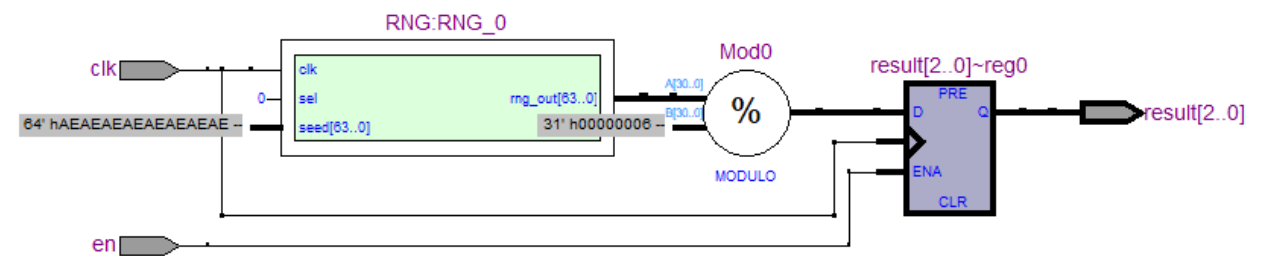 RNG:RNG_0
clk
clk
sel
0
64' hAEAEAEAEAEAEAEAE
seed[63..0]
rng_out[63..0]
31' h00000006
Mod0
A[30..0]
B[30..0]
%
MODULO
result[2..0]~reg0
PRE
D
Q
ENA
CLR
result[2..0]
en